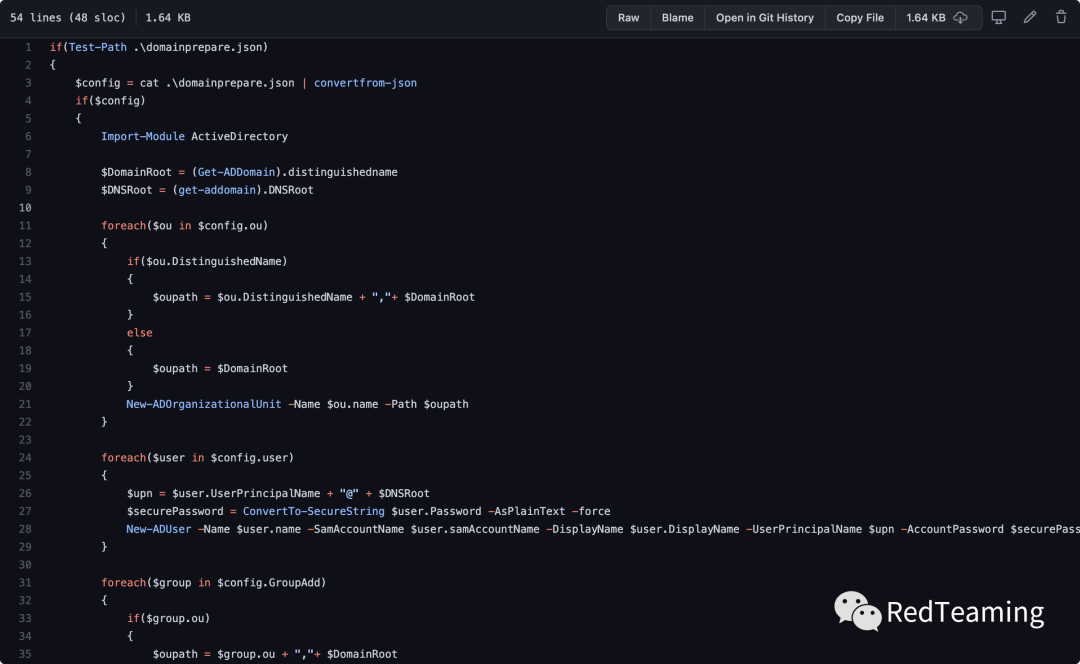 54 lines (48 sloc) 1.64 KB Raw Blame Open in Git History Copy File 1.64 KB
1 if(Test-Path .\domainprepare.json)
2 {
3 $config = cat .\domainprepare.json | convertfrom-json
4 if($config)
5 {
6 Import-Module ActiveDirectory
7
8 $DomainRoot = (Get-ADDomain).distinguishedname
9 $DNSRoot = (get-addomain).DNSRoot
10
11 foreach($ou in $config.ou)
12 {
13 if($ou.DistinguishedName)
14 {
15 $oupath = $ou.DistinguishedName + ","+ $DomainRoot
16 }
17 else
18 {
19 $oupath = $DomainRoot
20 }
21 New-ADOrganizationalUnit -Name $ou.name -Path $oupath
22 }
23
24 foreach($user in $config.user)
25 {
26 $upn = $user.UserPrincipalName + "@" + $DNSRoot
27 $securePassword = ConvertTo-SecureString $user.Password -AsPlainText -force
28 New-ADUser -Name $user.name -SamAccountName $user.samAccountName -DisplayName $user.DisplayName -UserPrincipalName $upn -AccountPassword $securePass
29 }
30
31 foreach($group in $config.GroupAdd)
32 {
33 if($group.ou)
34 {
35 $oupath = $group.ou + ","+ $DomainRoot
RedTeaming